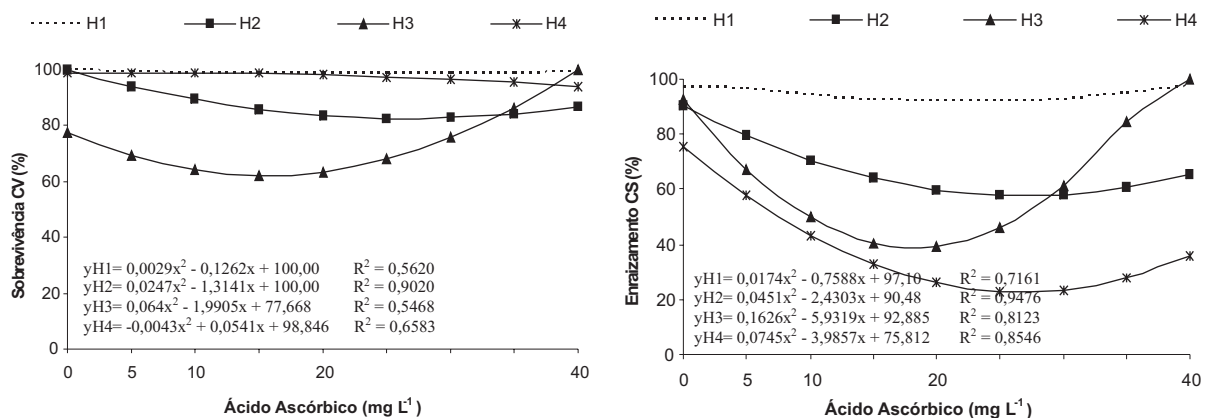 H1 H2 H3 H4
Sobrevivência CV (%)
100
80
60
40
20
0
yH1= 0,0029x² - 0,1262x + 100,00 R² = 0,5620
yH2= 0,0247x² - 1,3141x + 100,00 R² = 0,9020
yH3= 0,064x² - 1,9905x + 77,668 R² = 0,5468
yH4= -0,0043x² + 0,0541x + 98,846 R² = 0,6583
0 5 10 20 40
Ácido Ascórbico (mg L⁻¹)
H1 H2 H3 H4
Enraizamento CS (%)
100
80
60
40
20
0
yH1= 0,0174x² - 0,7588x + 97,10 R² = 0,7161
yH2= 0,0451x² - 2,4303x + 90,48 R² = 0,9476
yH3= 0,1626x² - 5,9319x + 92,885 R² = 0,8123
yH4= 0,0745x² - 3,9857x + 75,812 R² = 0,8546
0 5 10 20 40
Ácido Ascórbico (mg L⁻¹)